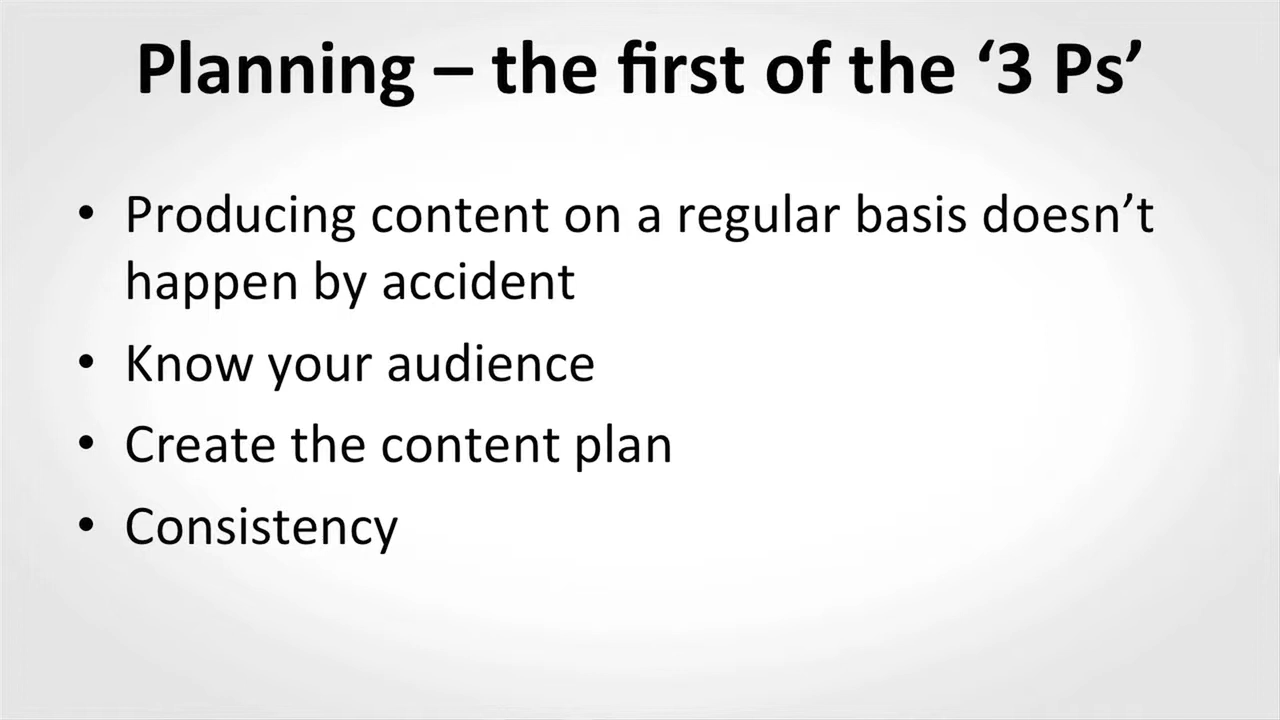 Planning – the first of the ‘3 Ps’
• Producing content on a regular basis doesn’t
happen by accident
• Know your audience
• Create the content plan
• Consistency